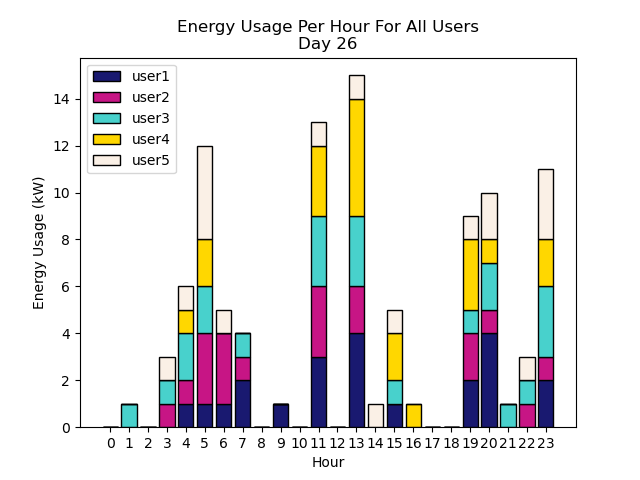 Energy Usage Per Hour For All Users
Day 26
user1
user2
user3
user4
user5
14
12
10
8
6
4
2
0
Energy Usage (kW)
0 1 2 3 4 5 6 7 8 9 10 11 12 13 14 15 16 17 18 19 20 21 22 23
Hour